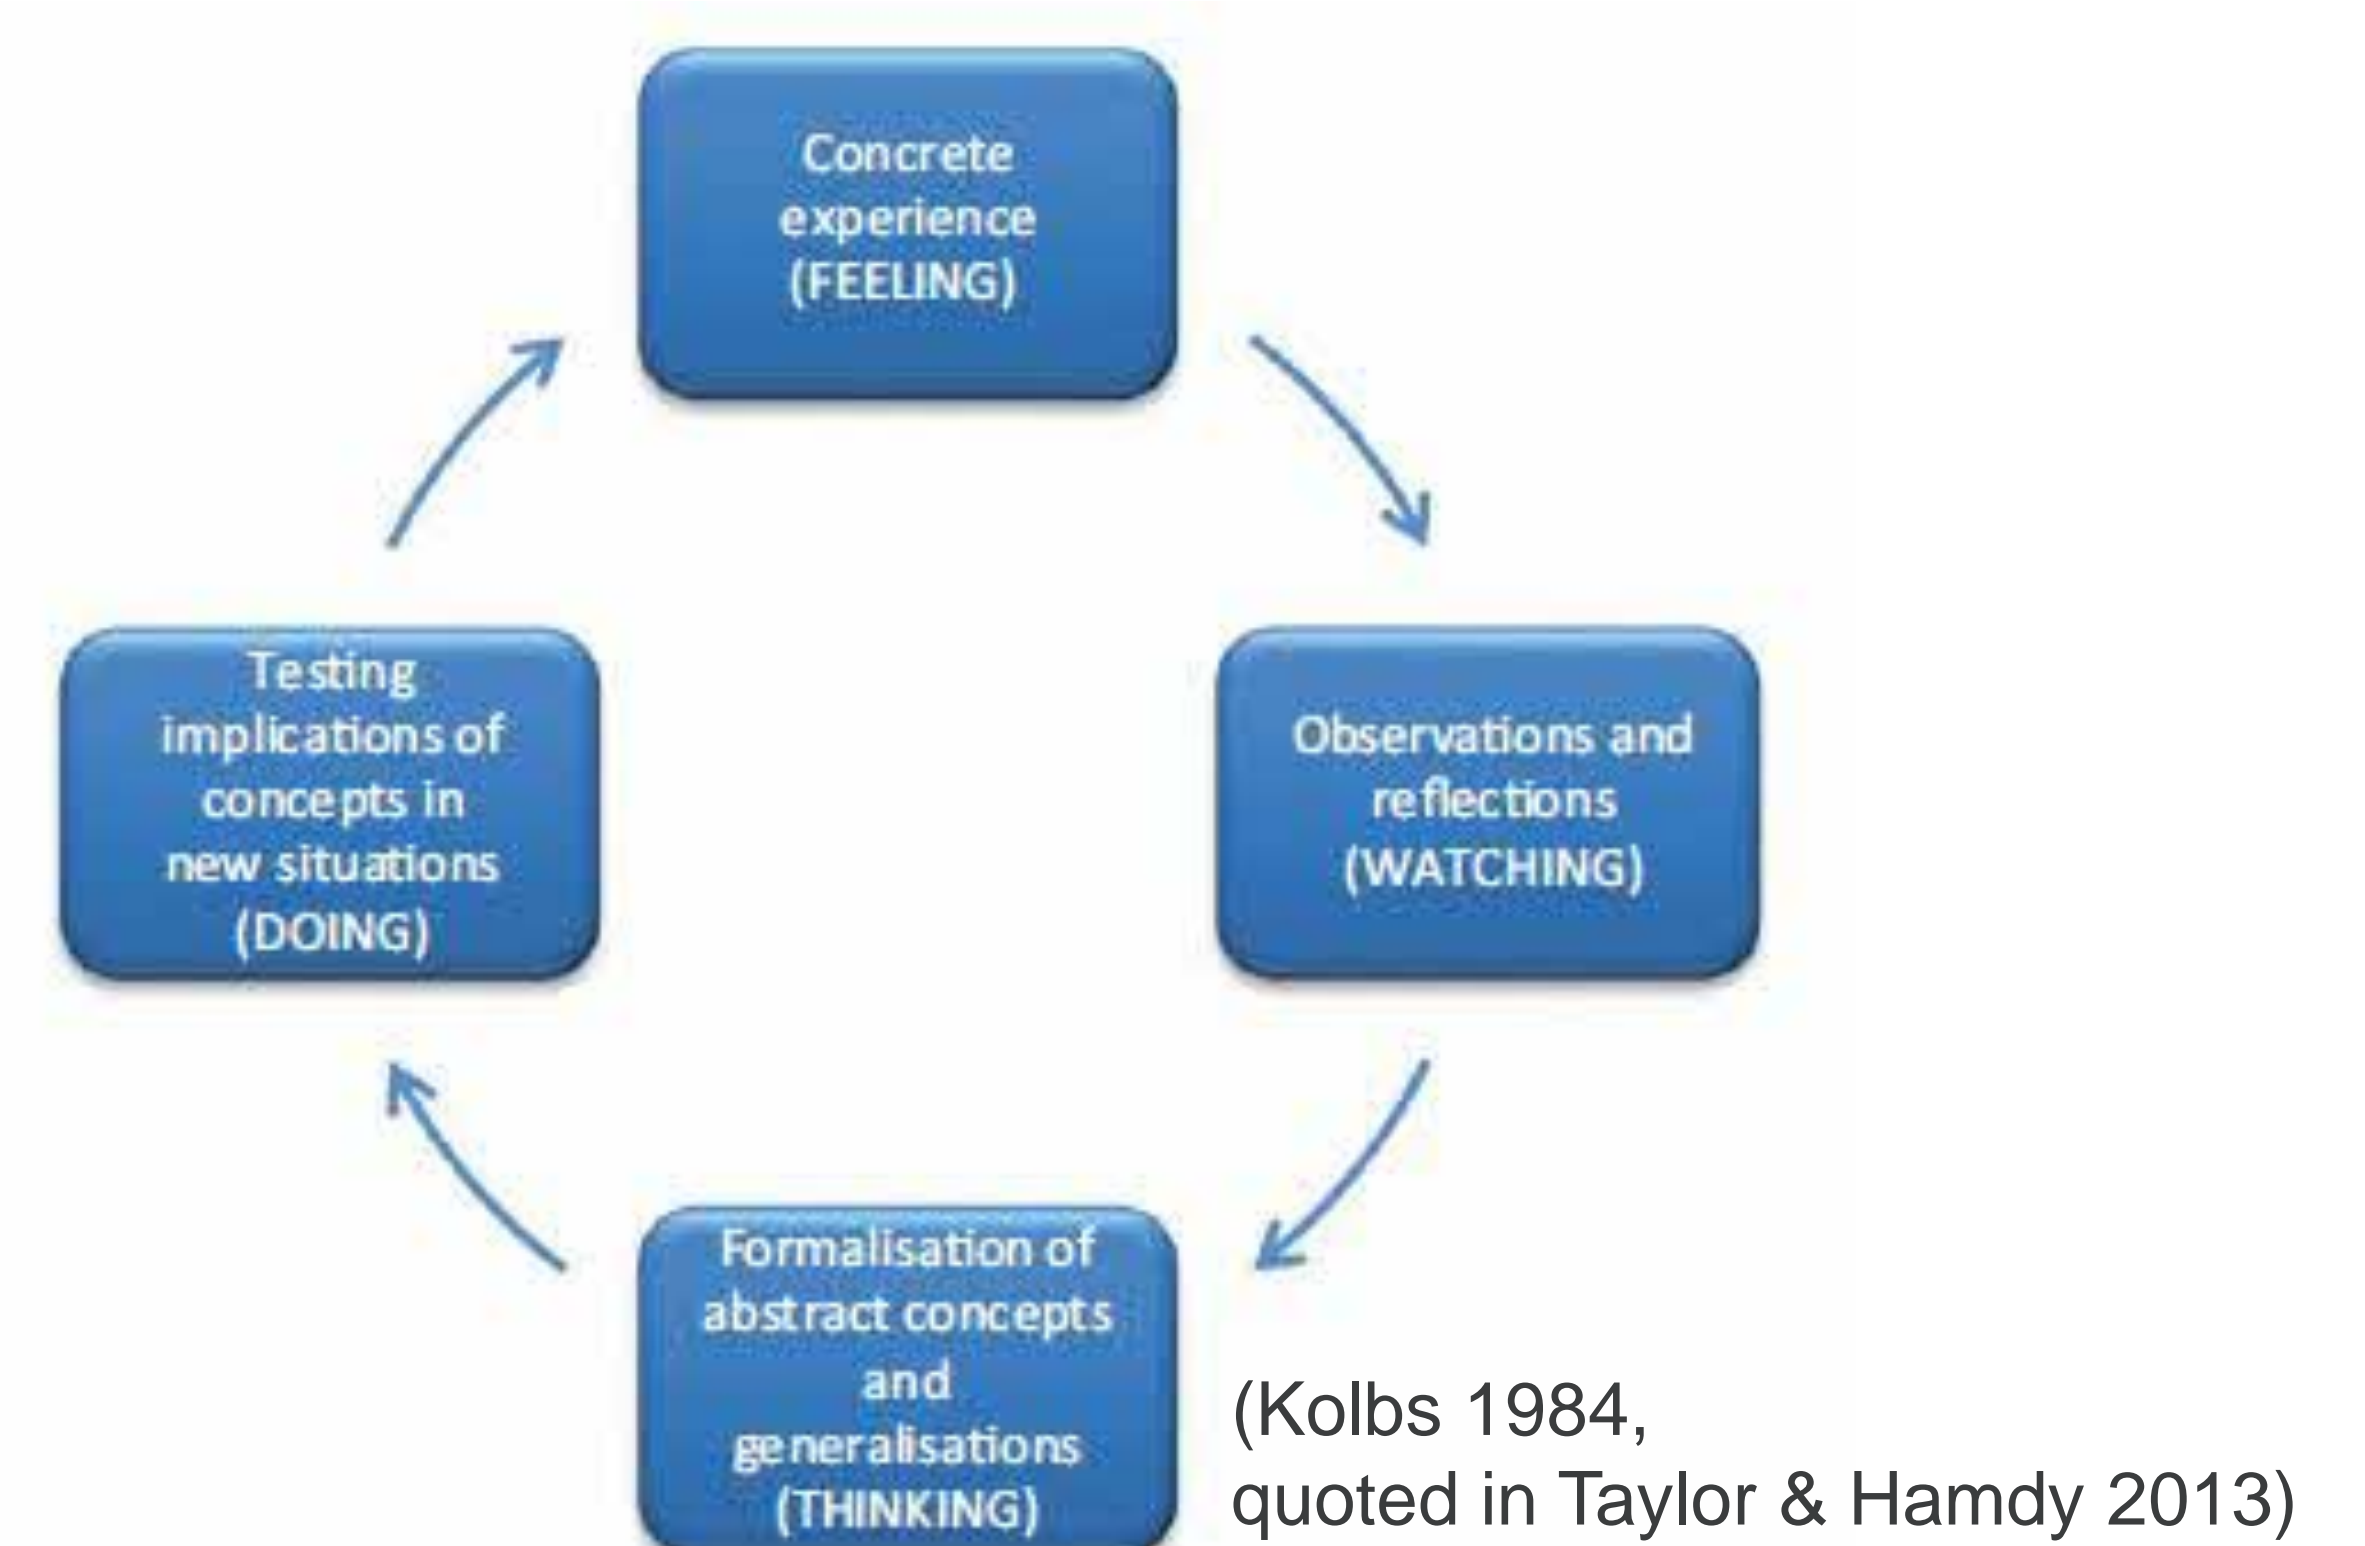 Concrete
experience
(FEELING)
Testing
implications of
concepts in
new situations
(DOING)
Observations and
reflections
(WATCHING)
Formalisation of
abstract concepts
and
generalisations
(THINKING)
(Kolbs 1984,
quoted in Taylor & Hamdy 2013)